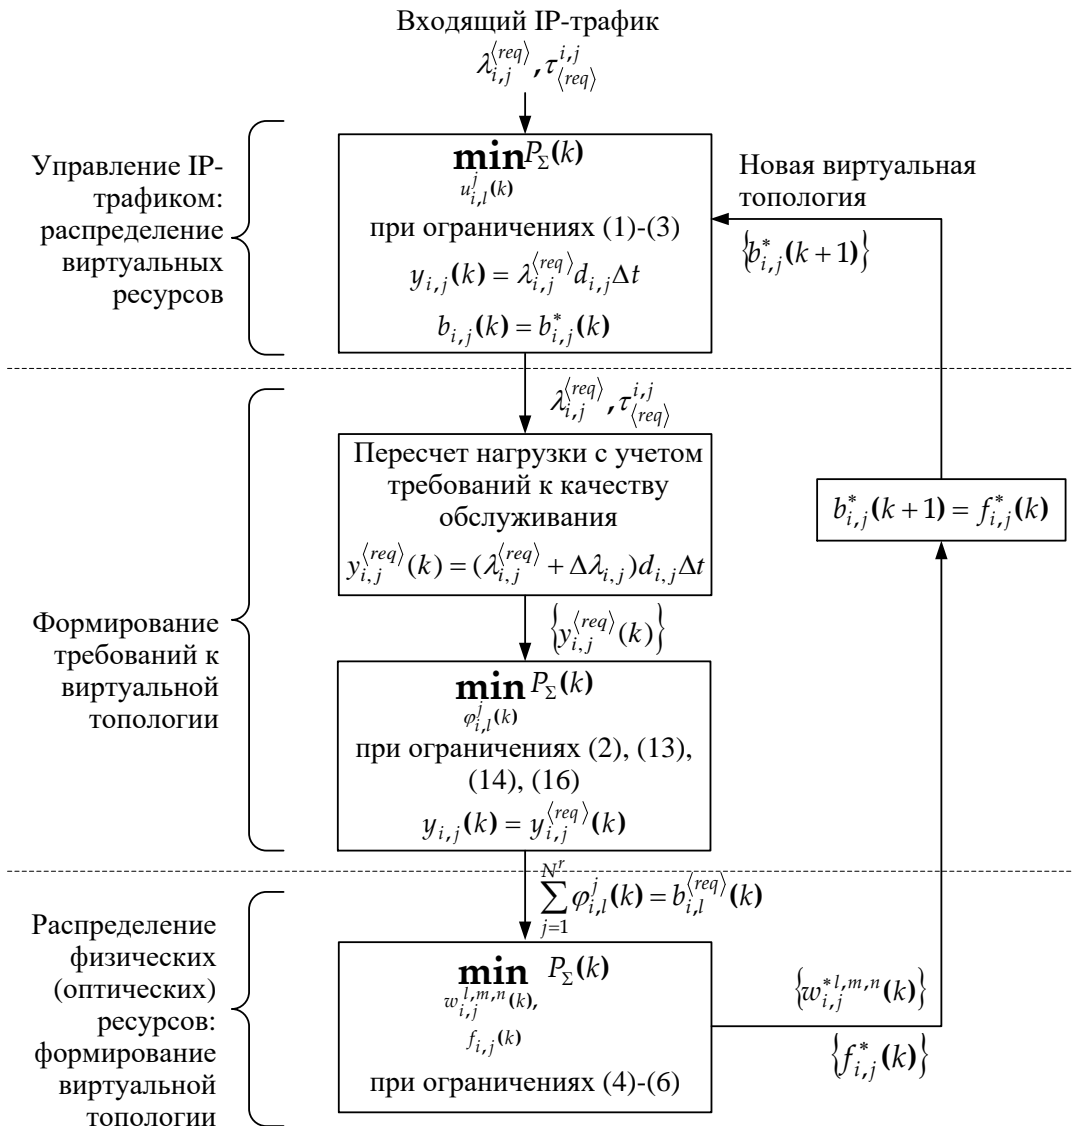 Входящий IP-трафик
λ_{i,j}^{⟨req⟩}, τ_{⟨req⟩}^{i,j}
Управление IP-
трафиком:
распределение
виртуальных
ресурсов
min P_Σ(k)
u_{i,l}^{j}(k)
при ограничениях (1)-(3)
y_{i,j}(k) = λ_{i,j}^{⟨req⟩} d_{i,j} Δt
b_{i,j}(k) = b_{i,j}^{*}(k)
Новая виртуальная
топология
{b_{i,j}^{*}(k+1)}
λ_{i,j}^{⟨req⟩}, τ_{⟨req⟩}^{i,j}
Формирование
требований к
виртуальной
топологии
Пересчет нагрузки с учетом
требований к качеству
обслуживания
y_{i,j}^{⟨req⟩}(k) = (λ_{i,j}^{⟨req⟩} + Δλ_{i,j}) d_{i,j} Δt
b_{i,j}^{*}(k+1) = f_{i,j}^{*}(k)
{y_{i,j}^{⟨req⟩}(k)}
min P_Σ(k)
φ_{i,l}^{j}(k)
при ограничениях (2), (13),
(14), (16)
y_{i,j}(k) = y_{i,j}^{⟨req⟩}(k)
∑_{j=1}^{N^r} φ_{i,l}^{j}(k) = b_{i,l}^{⟨req⟩}(k)
Распределение
физических
(оптических)
ресурсов:
формирование
виртуальной
топологии
min P_Σ(k)
w_{i,j}^{l,m,n}(k),
f_{i,j}(k)
при ограничениях (4)-(6)
{w_{i,j}^{*l,m,n}(k)}
{f_{i,j}^{*}(k)}